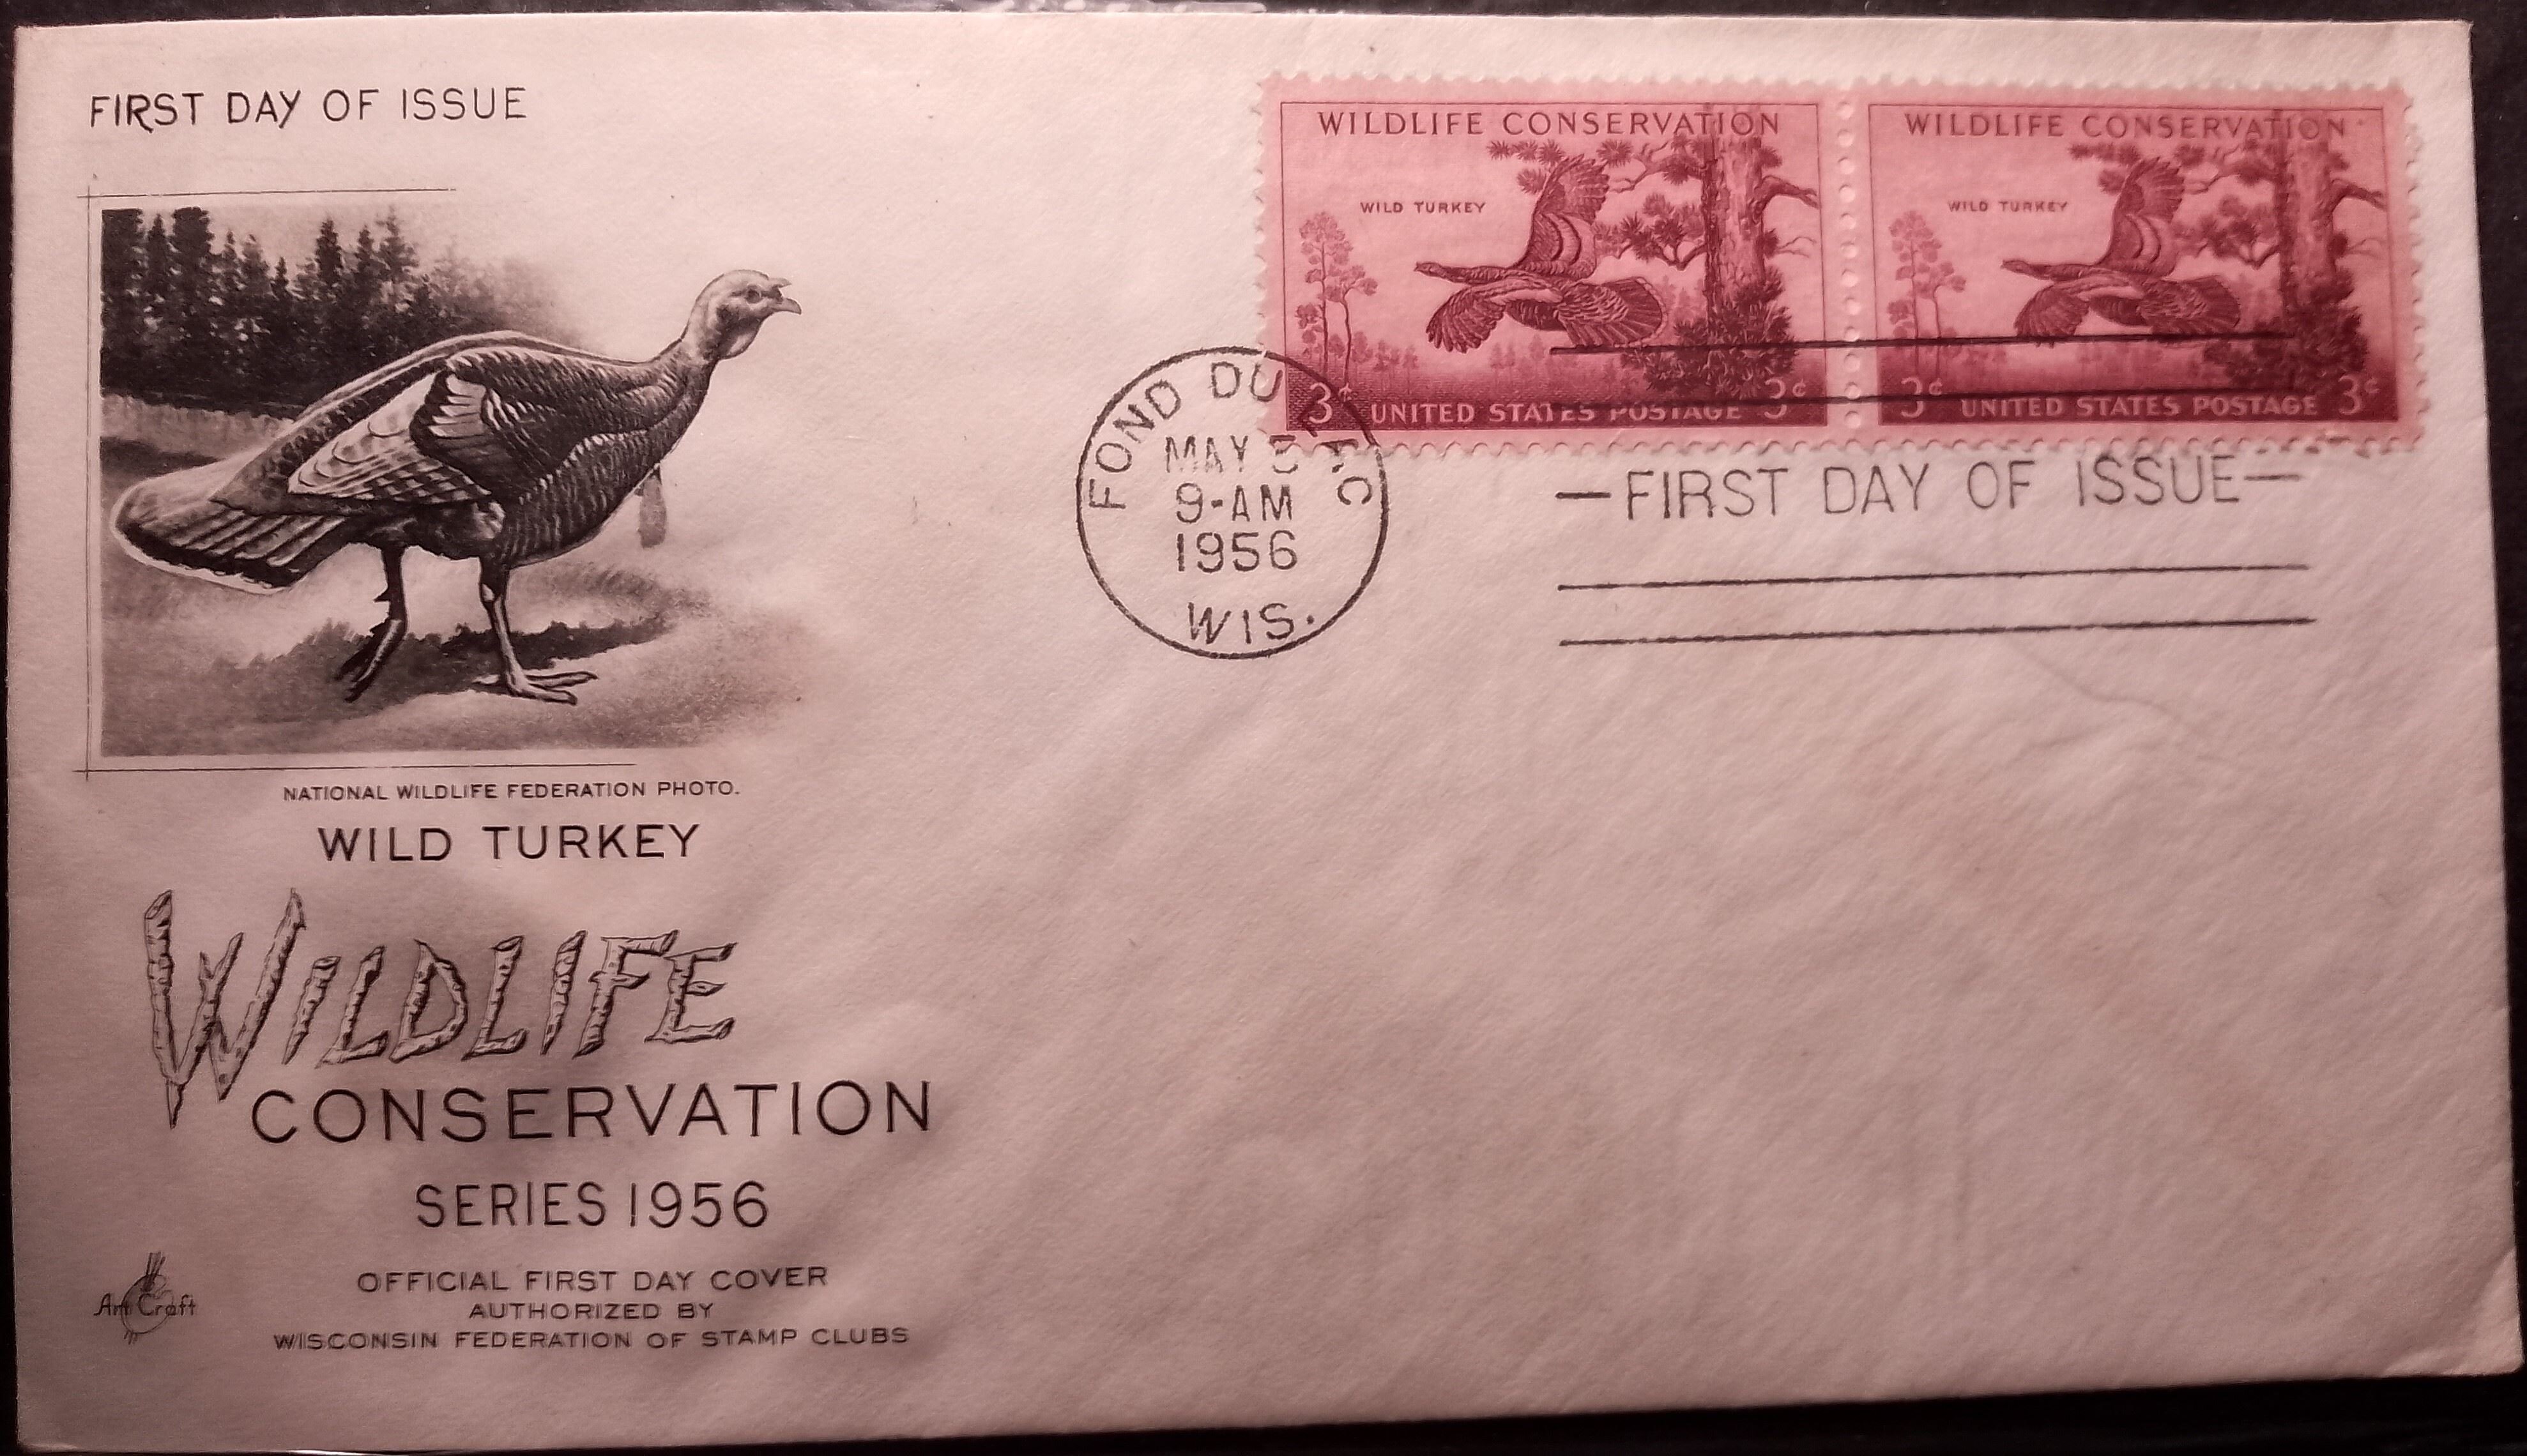 FIRST DAY OF ISSUE
WILDLIFE CONSERVATION
WILD TURKEY
3¢ UNITED STATES POSTAGE 3¢
WILDLIFE CONSERVATION
WILD TURKEY
3¢ UNITED STATES POSTAGE 3¢
FOND DU LAC
MAY 5
9-AM
1956
WIS.
—FIRST DAY OF ISSUE—
NATIONAL WILDLIFE FEDERATION PHOTO.
WILD TURKEY
WILDLIFE
CONSERVATION
SERIES 1956
Art Craft
OFFICIAL FIRST DAY COVER
AUTHORIZED BY
WISCONSIN FEDERATION OF STAMP CLUBS